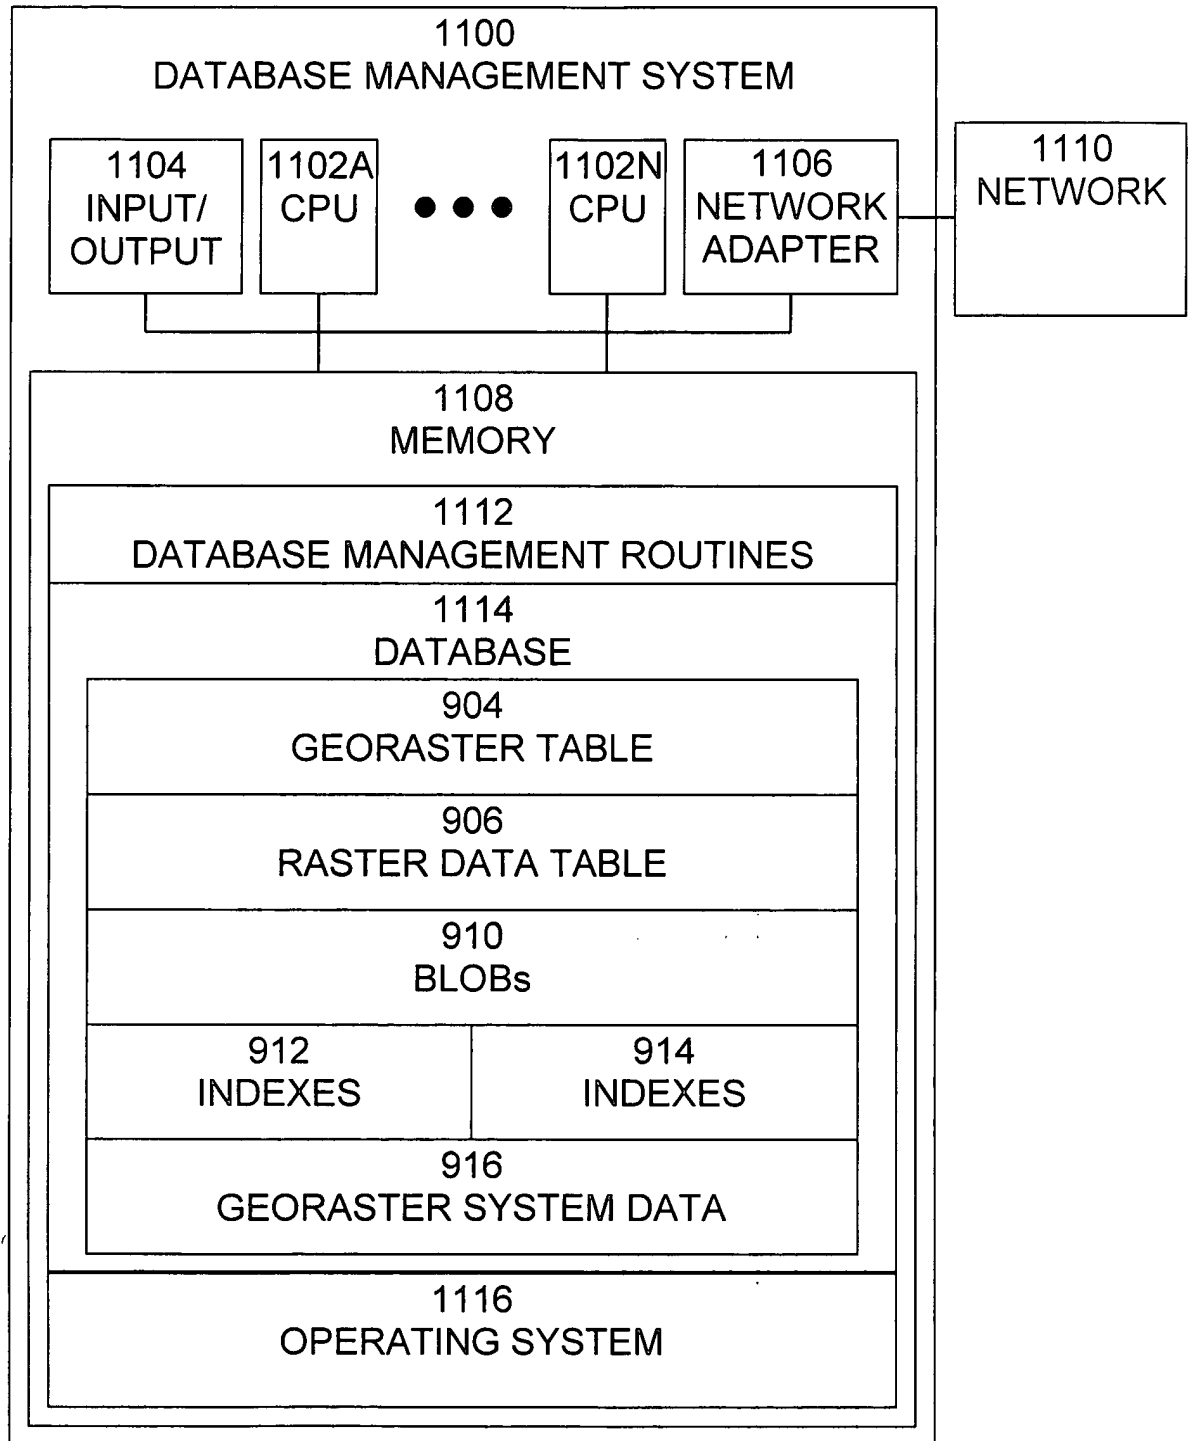 1100
DATABASE MANAGEMENT SYSTEM
1104
INPUT/
OUTPUT
1102A
CPU
1102N
CPU
1106
NETWORK
ADAPTER
1110
NETWORK
1108
MEMORY
1112
DATABASE MANAGEMENT ROUTINES
1114
DATABASE
904
GEORASTER TABLE
906
RASTER DATA TABLE
910
BLOBs
912
INDEXES
914
INDEXES
916
GEORASTER SYSTEM DATA
1116
OPERATING SYSTEM